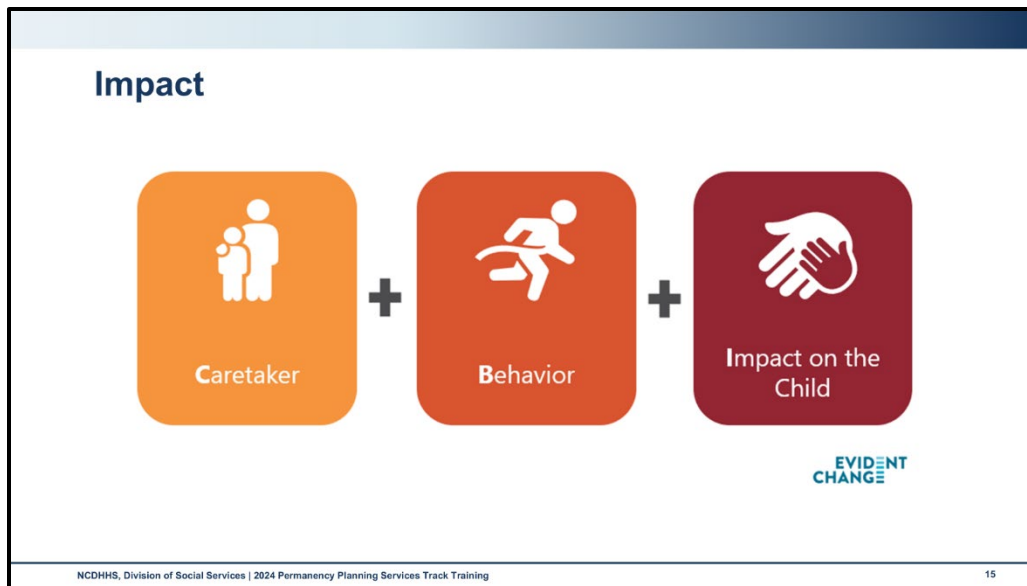 Impact
Caretaker
Behavior
Impact on the
Child
EVIDENT
CHANGE
NCDHHS, Division of Social Services | 2024 Permanency Planning Services Track Training
15